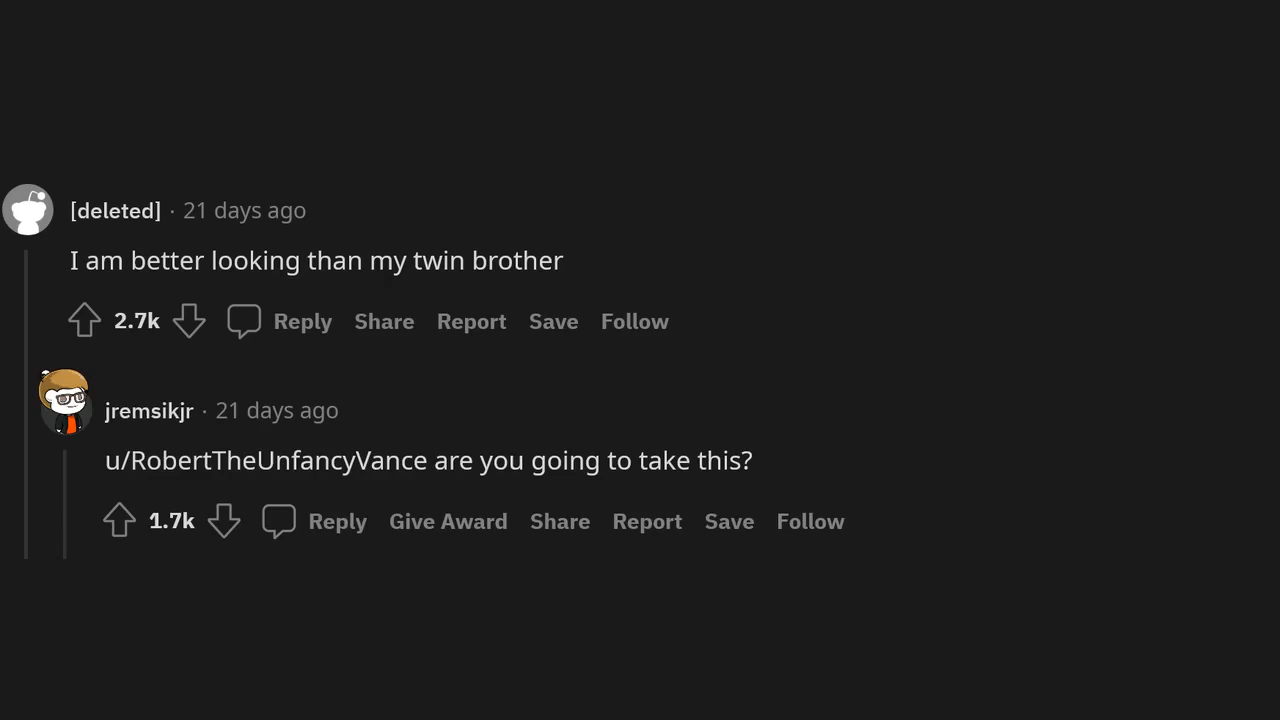 [deleted] · 21 days ago
I am better looking than my twin brother
2.7k Reply Share Report Save Follow
jremsikjr · 21 days ago
u/RobertTheUnfancyVance are you going to take this?
1.7k Reply Give Award Share Report Save Follow